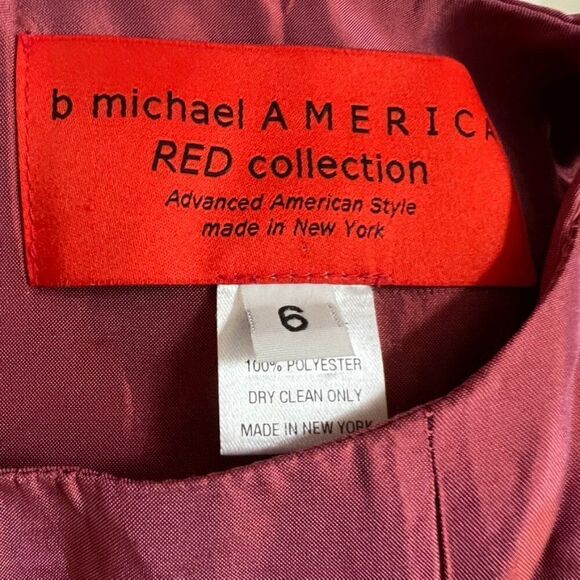 b michael AMERICA
RED collection
Advanced American Style
made in New York
6
100% POLYESTER
DRY CLEAN ONLY
MADE IN NEW YORK